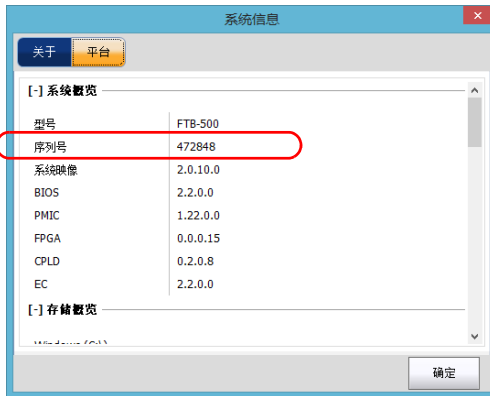 系统信息
关于 平台
[-] 系统概览
型号 FTB-500
序列号 472848
系统映像 2.0.10.0
BIOS 2.2.0.0
PMIC 1.22.0.0
FPGA 0.0.0.15
CPLD 0.2.0.8
EC 2.2.0.0
[-] 存储概览
确定